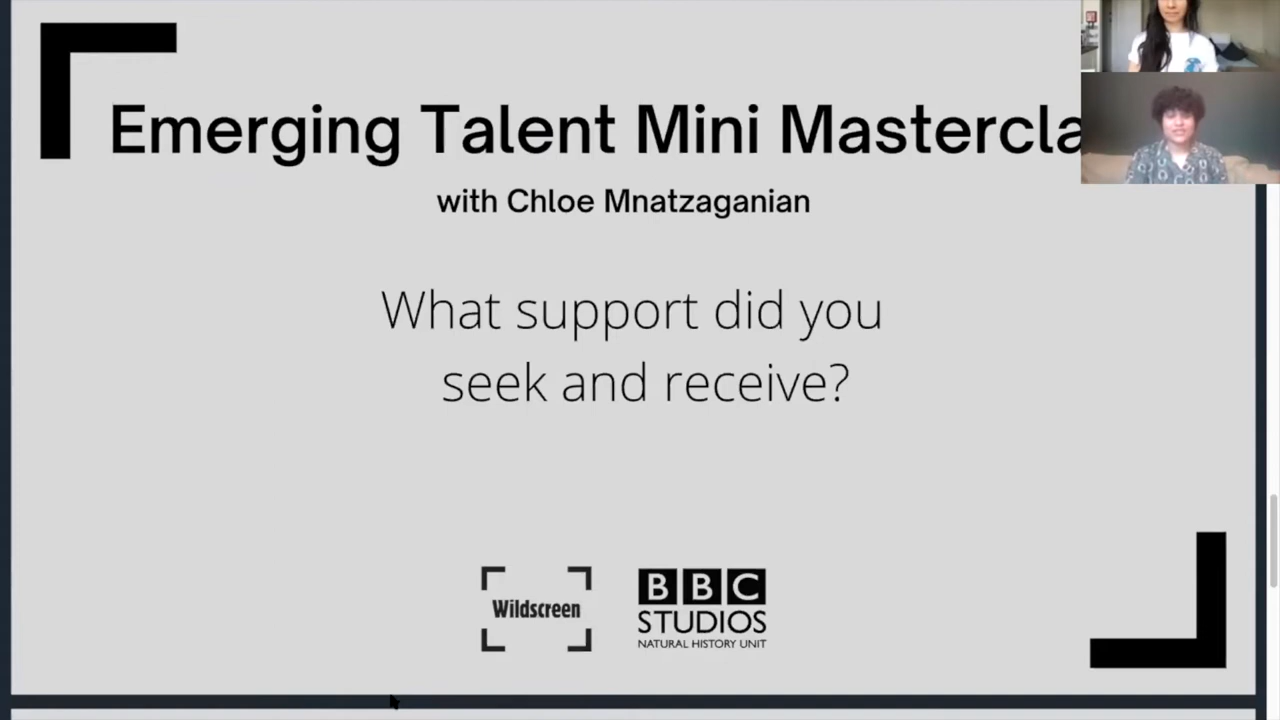 Emerging Talent Mini Mastercla
with Chloe Mnatzaganian
What support did you
seek and receive?
Wildscreen
BBC
STUDIOS
NATURAL HISTORY UNIT